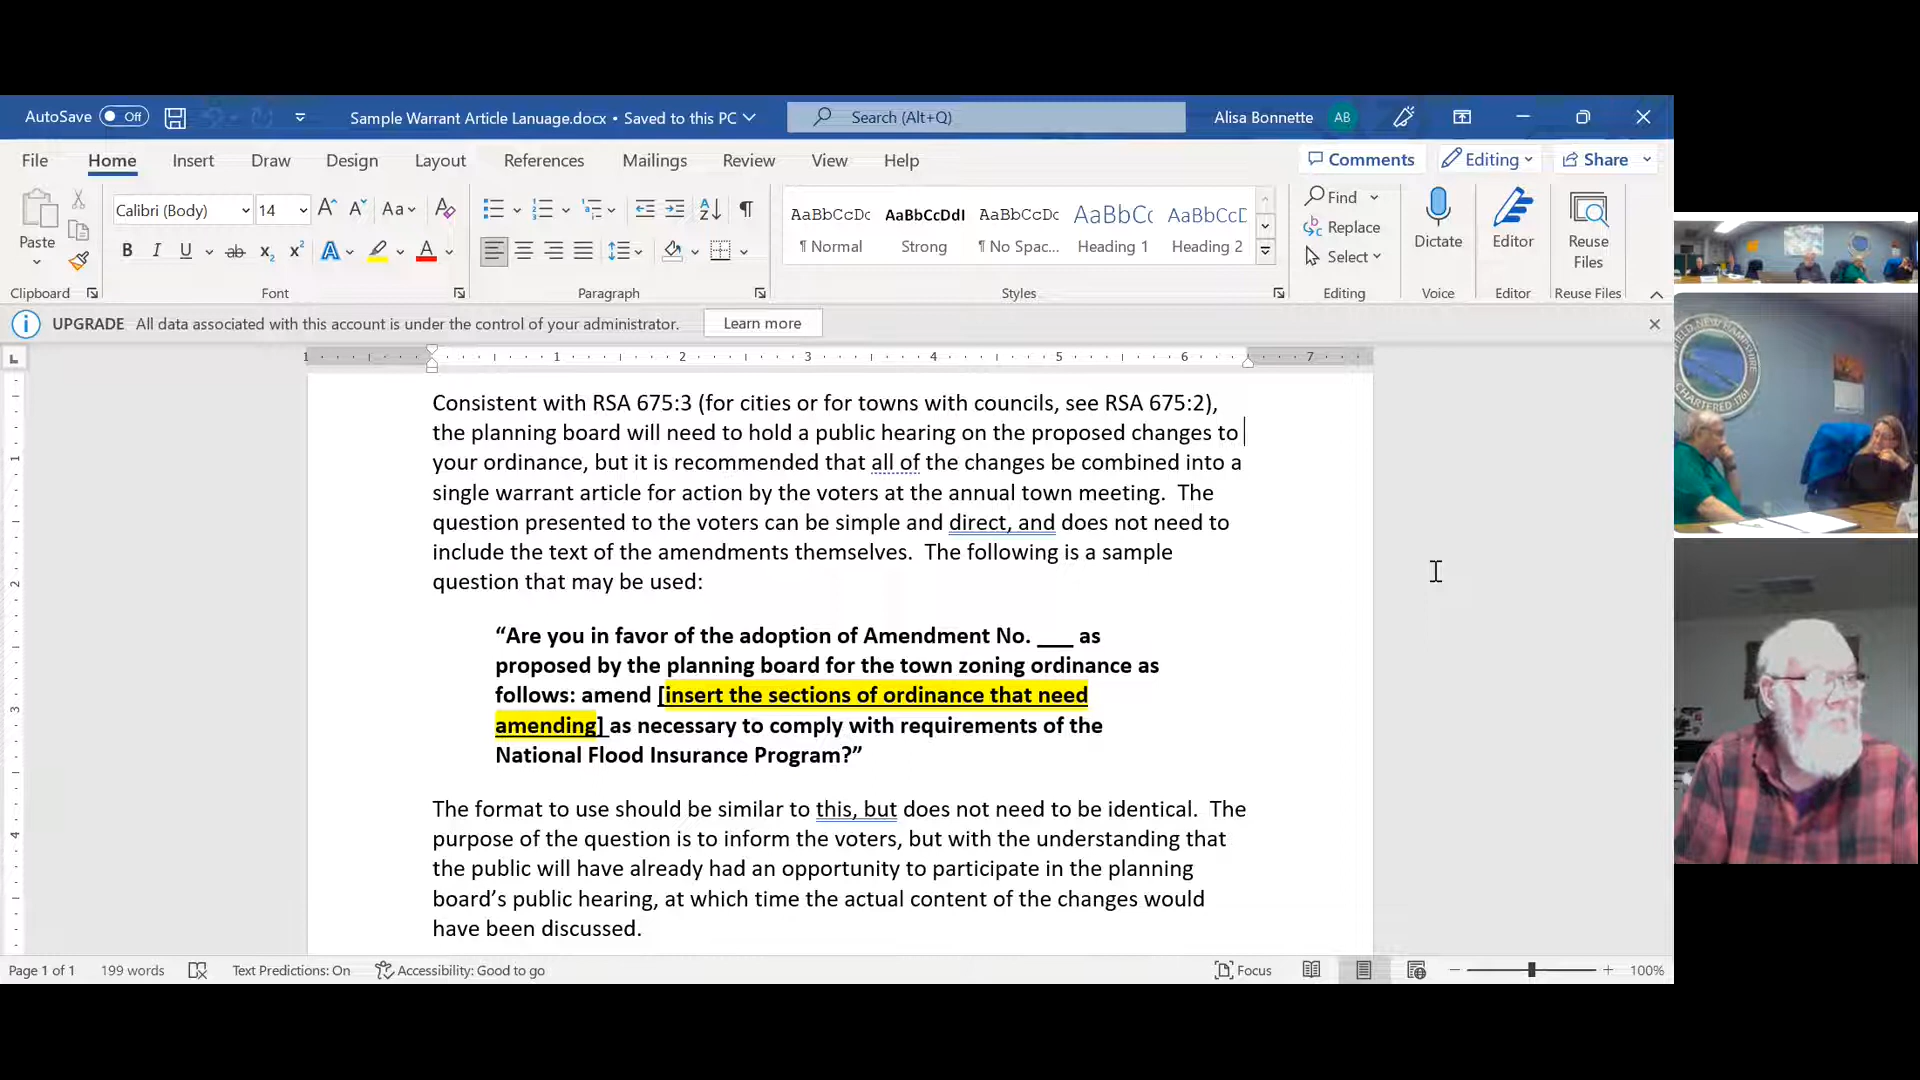 AutoSave Off Sample Warrant Article Lanuage.docx • Saved to this PC Search (Alt+Q) Alisa Bonnette AB
File Home Insert Draw Design Layout References Mailings Review View Help Comments Editing Share
Paste Calibri (Body) 14 Aa AaBbCcDc AaBbCcDdI AaBbCcDc AaBbCc AaBbCcD Find Replace Select Dictate Editor Reuse Files
¶ Normal Strong ¶ No Spac... Heading 1 Heading 2
Clipboard Font Paragraph Styles Editing Voice Editor Reuse Files
UPGRADE All data associated with this account is under the control of your administrator. Learn more
1 1 2 3 4 5 6 7
Consistent with RSA 675:3 (for cities or for towns with councils, see RSA 675:2),
the planning board will need to hold a public hearing on the proposed changes to
your ordinance, but it is recommended that all of the changes be combined into a
single warrant article for action by the voters at the annual town meeting. The
question presented to the voters can be simple and direct, and does not need to
include the text of the amendments themselves. The following is a sample
question that may be used:
“Are you in favor of the adoption of Amendment No. ___ as
proposed by the planning board for the town zoning ordinance as
follows: amend [insert the sections of ordinance that need
amending] as necessary to comply with requirements of the
National Flood Insurance Program?”
The format to use should be similar to this, but does not need to be identical. The
purpose of the question is to inform the voters, but with the understanding that
the public will have already had an opportunity to participate in the planning
board’s public hearing, at which time the actual content of the changes would
have been discussed.
Page 1 of 1 199 words Text Predictions: On Accessibility: Good to go Focus 100%
NEW HAMPSHIRE
CHARTERED